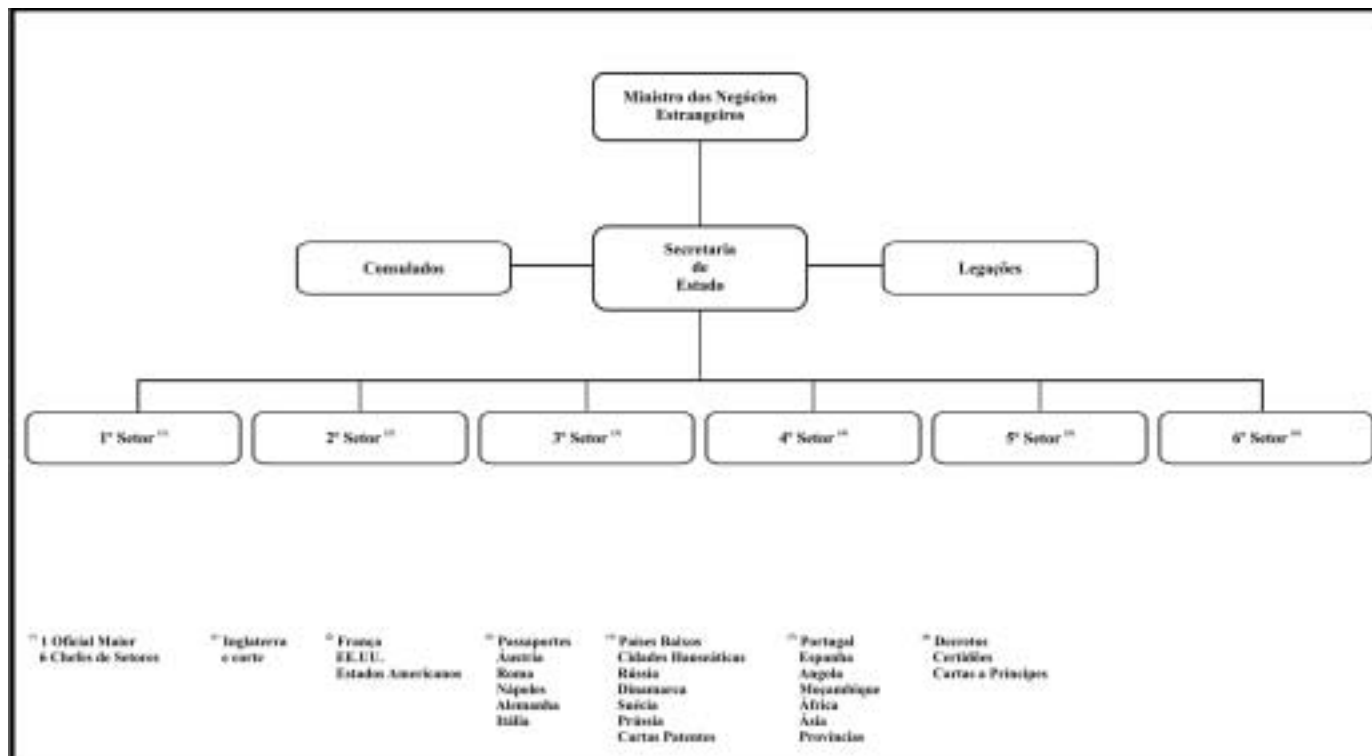 Ministro dos Negócios
Estrangeiros
Consulados
Secretaria
de
Estado
Legações
1º Setor
2º Setor
3º Setor
4º Setor
5º Setor
6º Setor
1 Oficial Maior
6 Chefes de Setores
Inglaterra
e corte
França
EE.UU.
Estados Americanos
Passaportes
Áustria
Roma
Nápoles
Alemanha
Itália
Países Baixos
Cidades Hanseáticas
Rússia
Dinamarca
Suécia
Prússia
Cartas Patentes
Portugal
Espanha
Angola
Moçambique
África
Ásia
Províncias
Decretos
Certidões
Cartas a Príncipes